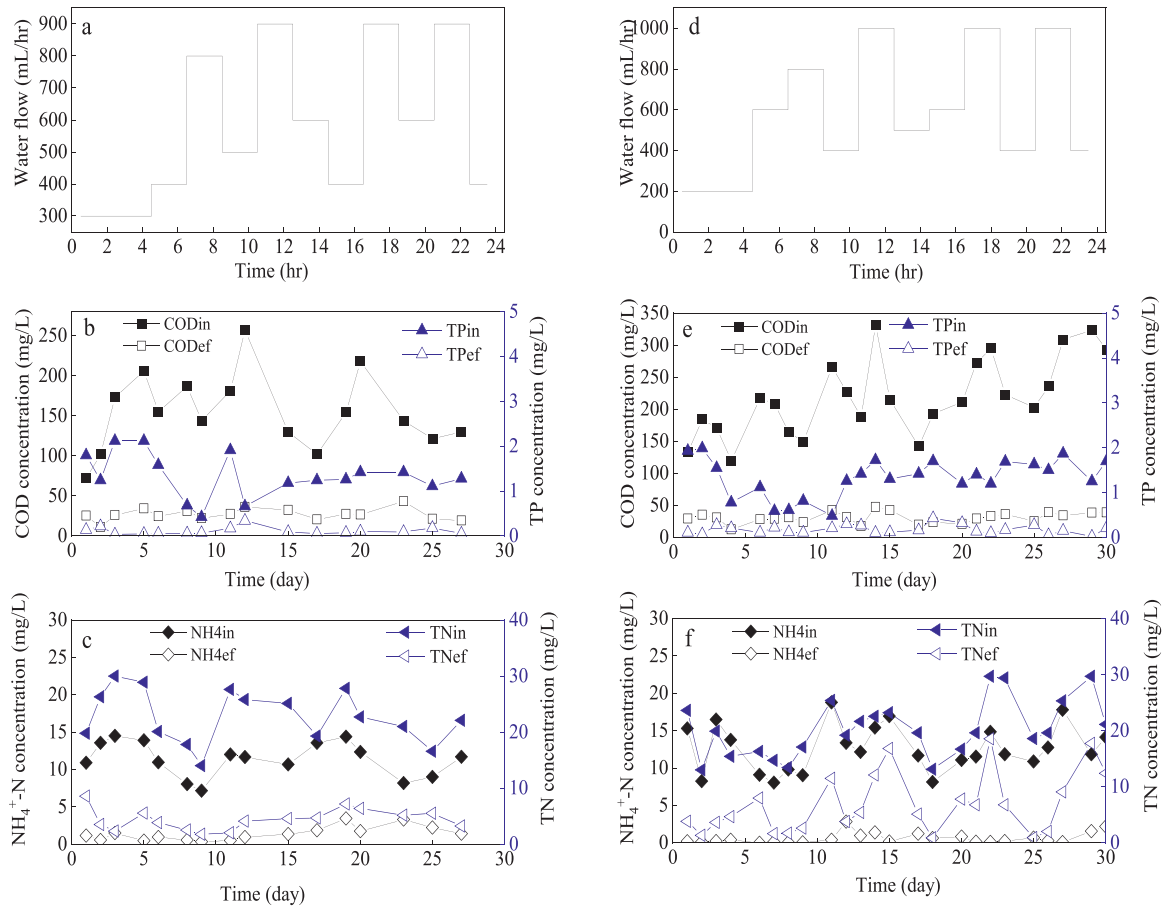 a
Water flow (mL/hr)
900
800
700
600
500
400
300
0 2 4 6 8 10 12 14 16 18 20 22 24
Time (hr)
d
Water flow (mL/hr)
1000
800
600
400
200
0
0 2 4 6 8 10 12 14 16 18 20 22 24
Time (hr)
b
COD concentration (mg/L)
250
200
150
100
50
0
CODin
CODef
TPin
TPef
5
4
3
2
1
0
TP concentration (mg/L)
0 5 10 15 20 25 30
Time (day)
e
COD concentration (mg/L)
350
300
250
200
150
100
50
0
CODin
CODef
TPin
TPef
5
4
3
2
1
0
TP concentration (mg/L)
0 5 10 15 20 25 30
Time (day)
c
NH₄⁺-N concentration (mg/L)
30
25
20
15
10
5
0
NH4in
NH4ef
TNin
TNef
40
30
20
10
0
TN concentration (mg/L)
0 5 10 15 20 25 30
Time (day)
f
NH₄⁺-N concentration (mg/L)
30
25
20
15
10
5
0
NH4in
NH4ef
TNin
TNef
40
30
20
10
0
TN concentration (mg/L)
0 5 10 15 20 25 30
Time (day)